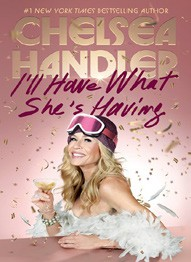 #1 NEW YORK TIMES BESTSELLING AUTHOR
CHELSEA
HANDLER
I'll Have What
She's Having